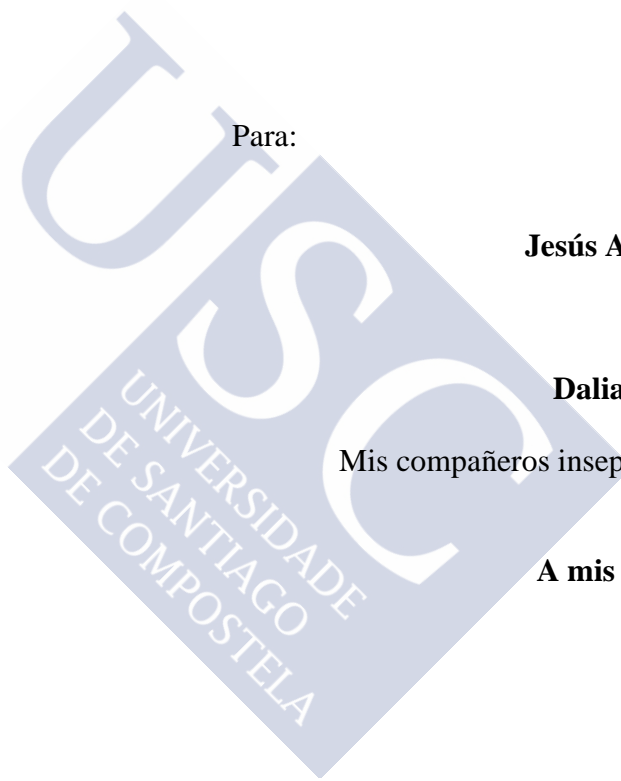 Para:
Jesús A
Dalia
Mis compañeros insep
A mis
USC
UNIVERSIDADE
DE SANTIAGO
DE COMPOSTELA